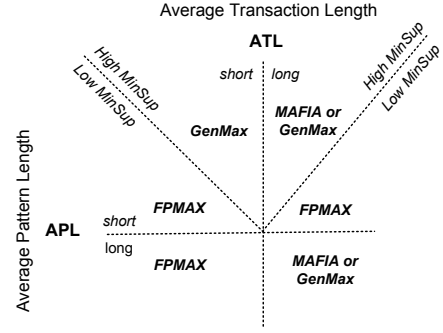 Average Transaction Length
ATL
short
long
High MinSup
Low MinSup
High MinSup
Low MinSup
GenMax
MAFIA or
GenMax
Average Pattern Length
APL
short
long
FPMAX
FPMAX
FPMAX
MAFIA or
GenMax